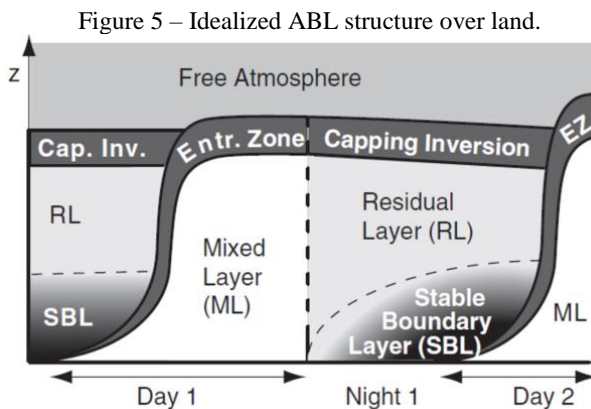 Figure 5 – Idealized ABL structure over land.
z
Free Atmosphere
Cap. Inv.
Entr. Zone
Capping Inversion
EZ
RL
Residual
Layer (RL)
Mixed
Layer
(ML)
SBL
Stable
Boundary
Layer (SBL)
ML
Day 1
Night 1
Day 2